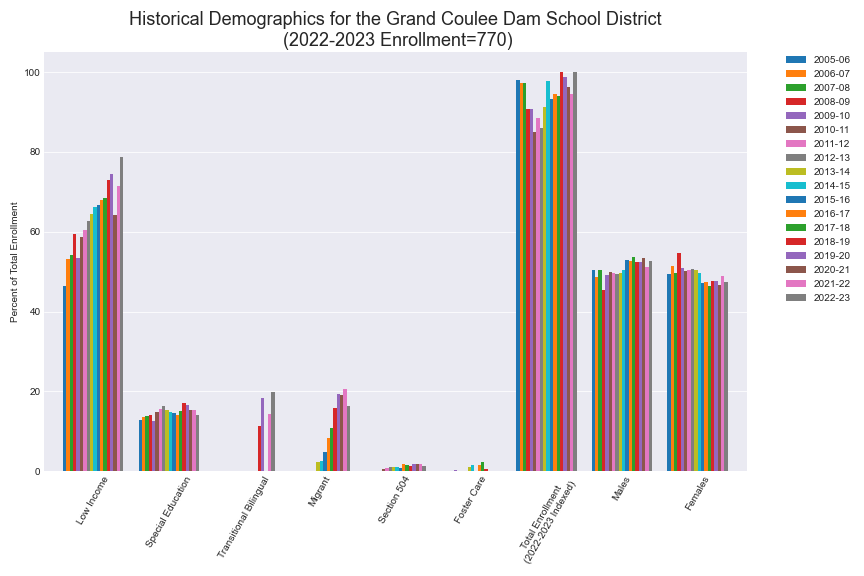 Historical Demographics for the Grand Coulee Dam School District
(2022-2023 Enrollment=770)
Percent of Total Enrollment
100
80
60
40
20
0
Low Income
Special Education
Transitional Bilingual
Migrant
Section 504
Foster Care
Total Enrollment
(2022-2023 Indexed)
Males
Females
2005-06
2006-07
2007-08
2008-09
2009-10
2010-11
2011-12
2012-13
2013-14
2014-15
2015-16
2016-17
2017-18
2018-19
2019-20
2020-21
2021-22
2022-23